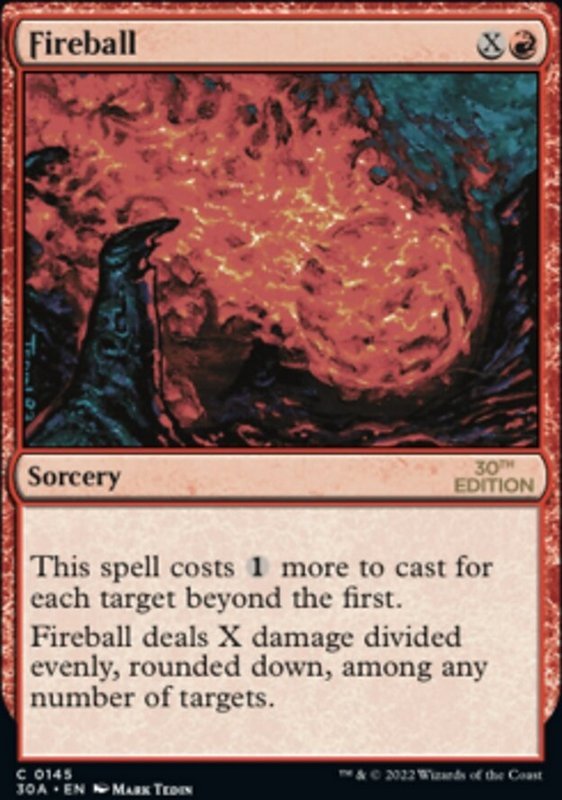 Fireball X
Sorcery
30TH
EDITION
This spell costs 1 more to cast for
each target beyond the first.
Fireball deals X damage divided
evenly, rounded down, among any
number of targets.
C 0145
30A • EN MARK TEDIN
™ & © 2022 Wizards of the Coast